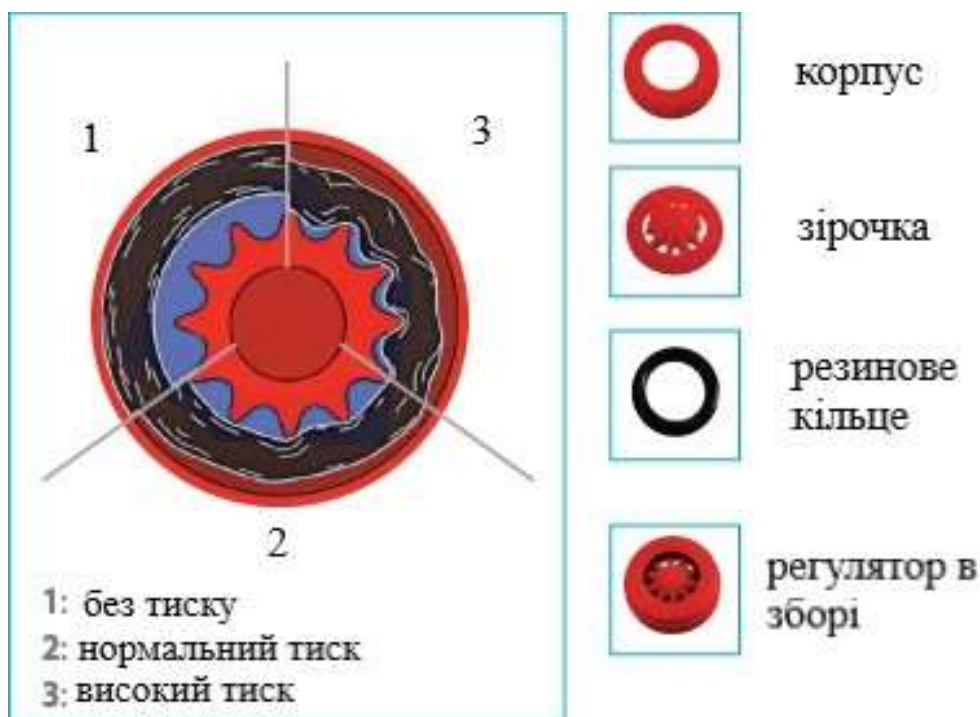 1
3
2
1: без тиску
2: нормальний тиск
3: високий тиск
корпус
зірочка
резинове
кільце
регулятор в
зборі